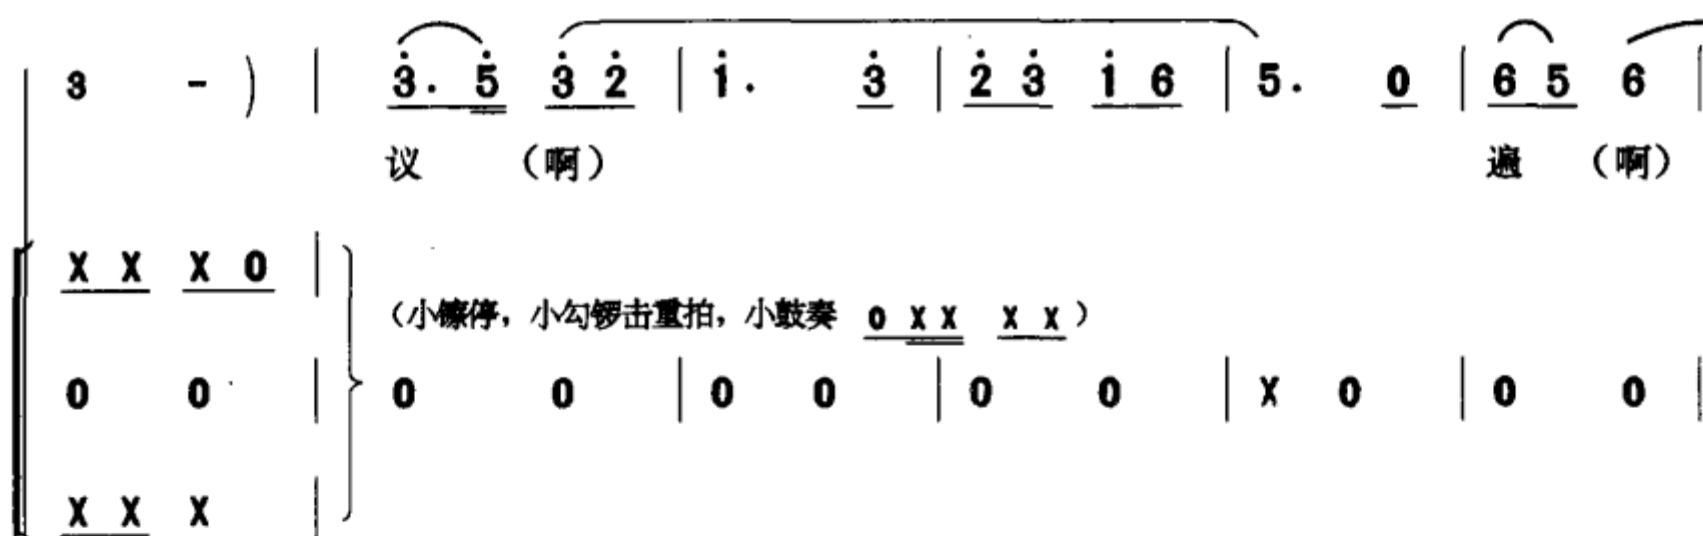 3 - ) | 3̇. 5̇ 3̇ 2̇ | 1̇. 3̇ | 2̇ 3̇ 1̇ 6 | 5. 0 | 6 5 6 |
议 （啊） 遍 （啊）
X X X 0 |
（小镲停，小勾锣击重拍，小鼓奏 0 X X X X ）
0 0 | 0 0 | 0 0 | 0 0 | X 0 | 0 0 |
X X X |